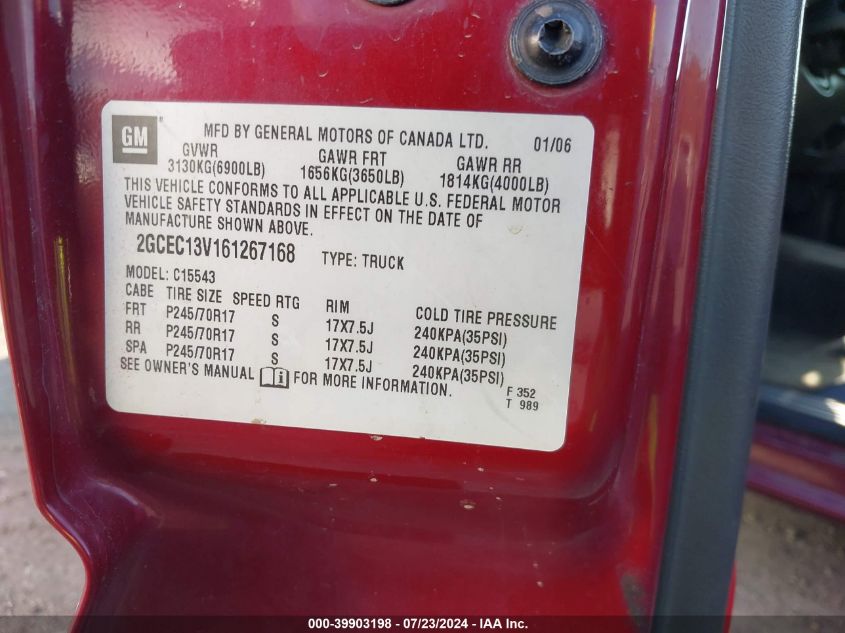 GM
MFD BY GENERAL MOTORS OF CANADA LTD. 01/06
GVWR GAWR FRT GAWR RR
3130KG(6900LB) 1656KG(3650LB) 1814KG(4000LB)
THIS VEHICLE CONFORMS TO ALL APPLICABLE U.S. FEDERAL MOTOR
VEHICLE SAFETY STANDARDS IN EFFECT ON THE DATE OF
MANUFACTURE SHOWN ABOVE.
2GCEC13V161267168 TYPE: TRUCK
MODEL: C15543
CABE TIRE SIZE SPEED RTG RIM COLD TIRE PRESSURE
FRT P245/70R17 S 17X7.5J 240KPA(35PSI)
RR P245/70R17 S 17X7.5J 240KPA(35PSI)
SPA P245/70R17 S 17X7.5J 240KPA(35PSI)
SEE OWNER'S MANUAL i FOR MORE INFORMATION.
F 352
T 989
000-39903198 - 07/23/2024 - IAA Inc.